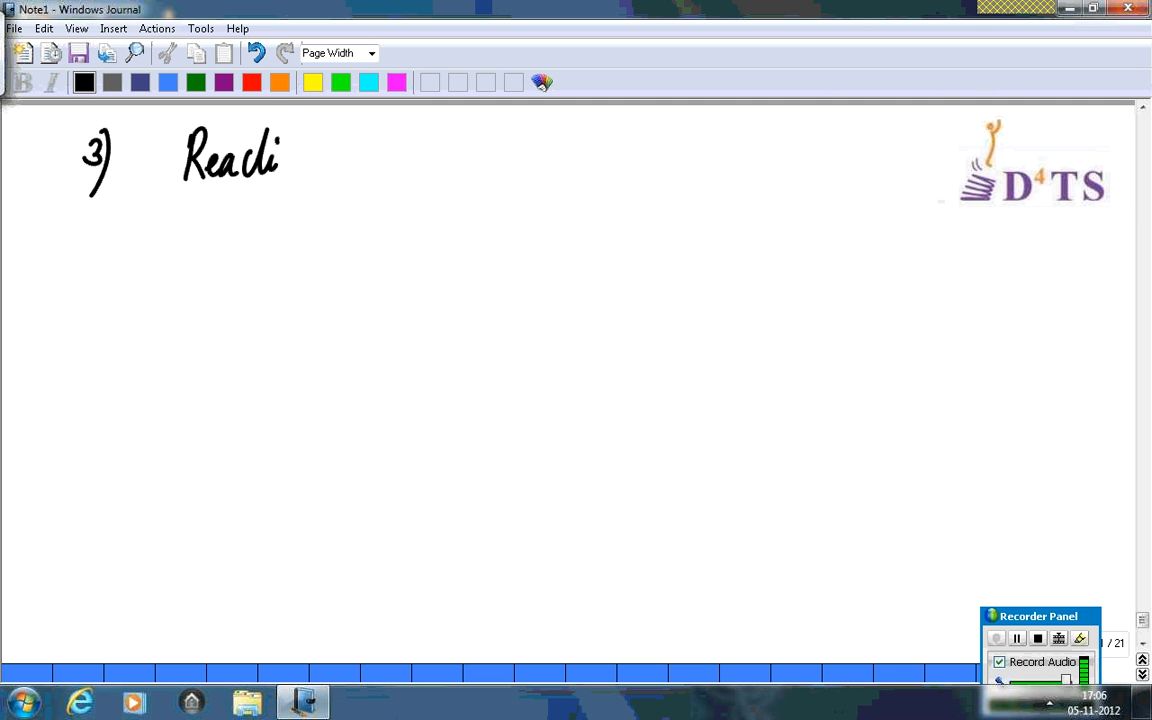 Note1 - Windows Journal
File Edit View Insert Actions Tools Help
Page Width
B I
3) Readi
D4TS
Recorder Panel
/ 21
Record Audio
17:06
05-11-2012